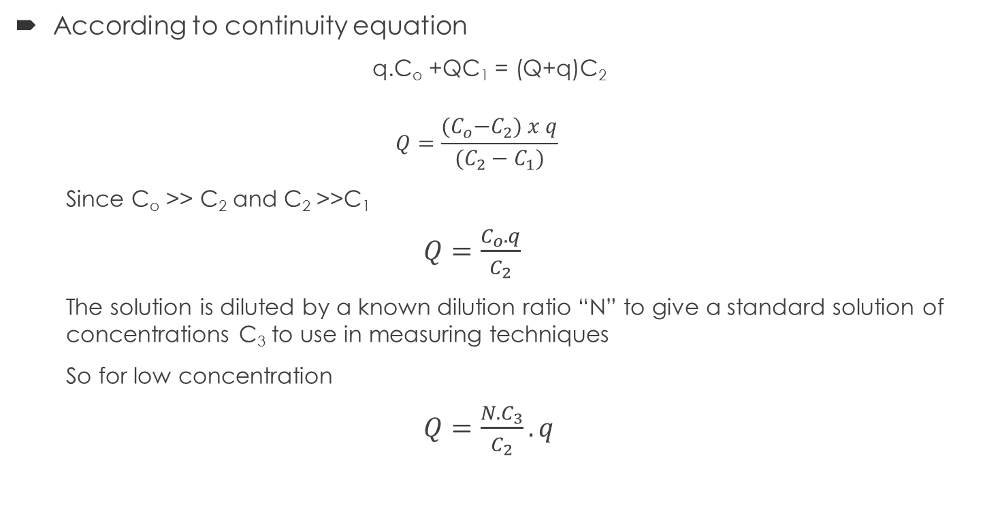 According to continuity equation
q.Cₒ +QC₁ = (Q+q)C₂
Q = (Cₒ−C₂) x q / (C₂ − C₁)
Since Cₒ >> C₂ and C₂ >>C₁
Q = Cₒ.q / C₂
The solution is diluted by a known dilution ratio “N” to give a standard solution of
concentrations C₃ to use in measuring techniques
So for low concentration
Q = N.C₃ / C₂ . q